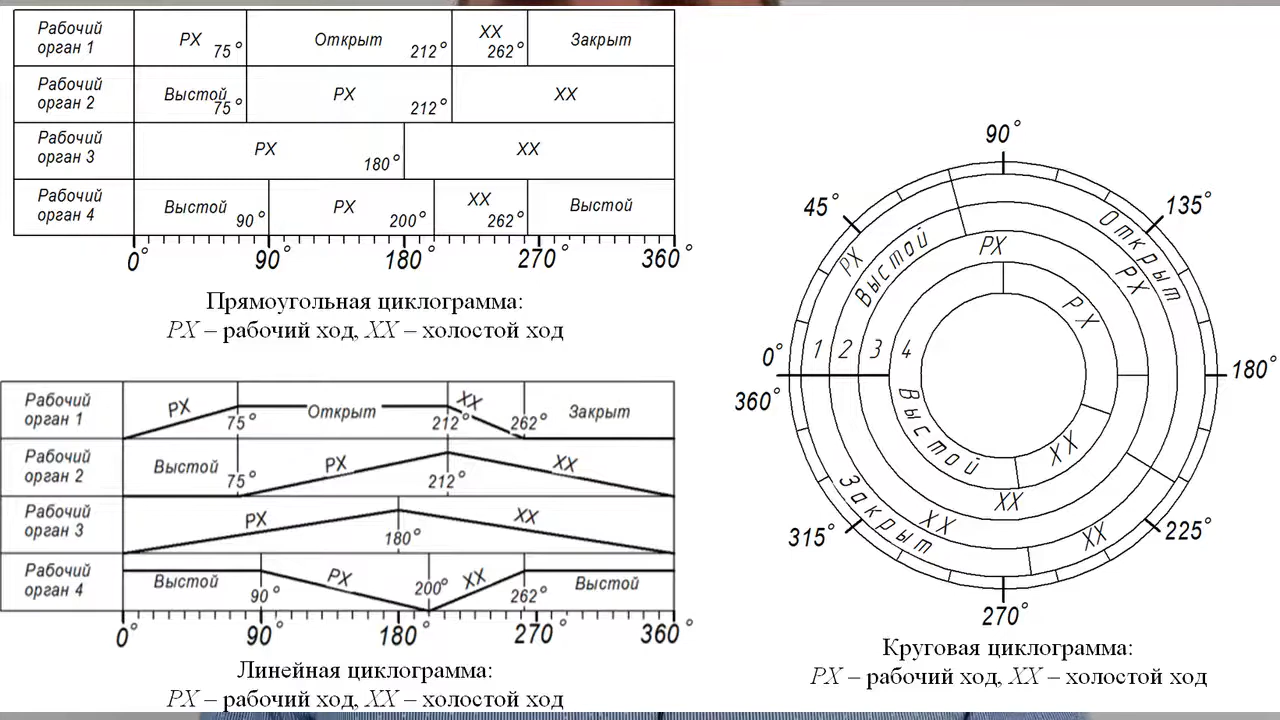 Рабочий
орган 1
РХ
75°
Открыт
212°
ХХ
262°
Закрыт
Рабочий
орган 2
Выстой
75°
РХ
212°
ХХ
Рабочий
орган 3
РХ
180°
ХХ
Рабочий
орган 4
Выстой
90°
РХ
200°
ХХ
262°
Выстой
0°
90°
180°
270°
360°
Прямоугольная циклограмма:
РХ – рабочий ход, ХХ – холостой ход
Рабочий
орган 1
РХ
75°
Открыт
212°
ХХ
262°
Закрыт
Рабочий
орган 2
Выстой
75°
РХ
212°
ХХ
Рабочий
орган 3
РХ
180°
ХХ
Рабочий
орган 4
Выстой
90°
РХ
200°
ХХ
262°
Выстой
0°
90°
180°
270°
360°
Линейная циклограмма:
РХ – рабочий ход, ХХ – холостой ход
90°
45°
135°
0°
360°
180°
315°
225°
270°
1
2
3
4
РХ
Выстой
РХ
Открыт
РХ
РХ
Выстой
ХХ
ХХ
Закрыт
ХХ
ХХ
Круговая циклограмма:
РХ – рабочий ход, ХХ – холостой ход